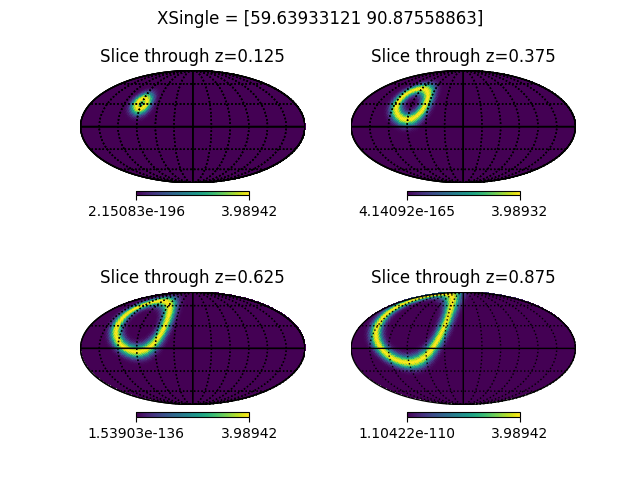 XSingle = [59.63933121 90.87558863]
Slice through z=0.125
Slice through z=0.375
2.15083e-196 3.98942
4.14092e-165 3.98932
Slice through z=0.625
Slice through z=0.875
1.53903e-136 3.98942
1.10422e-110 3.98942